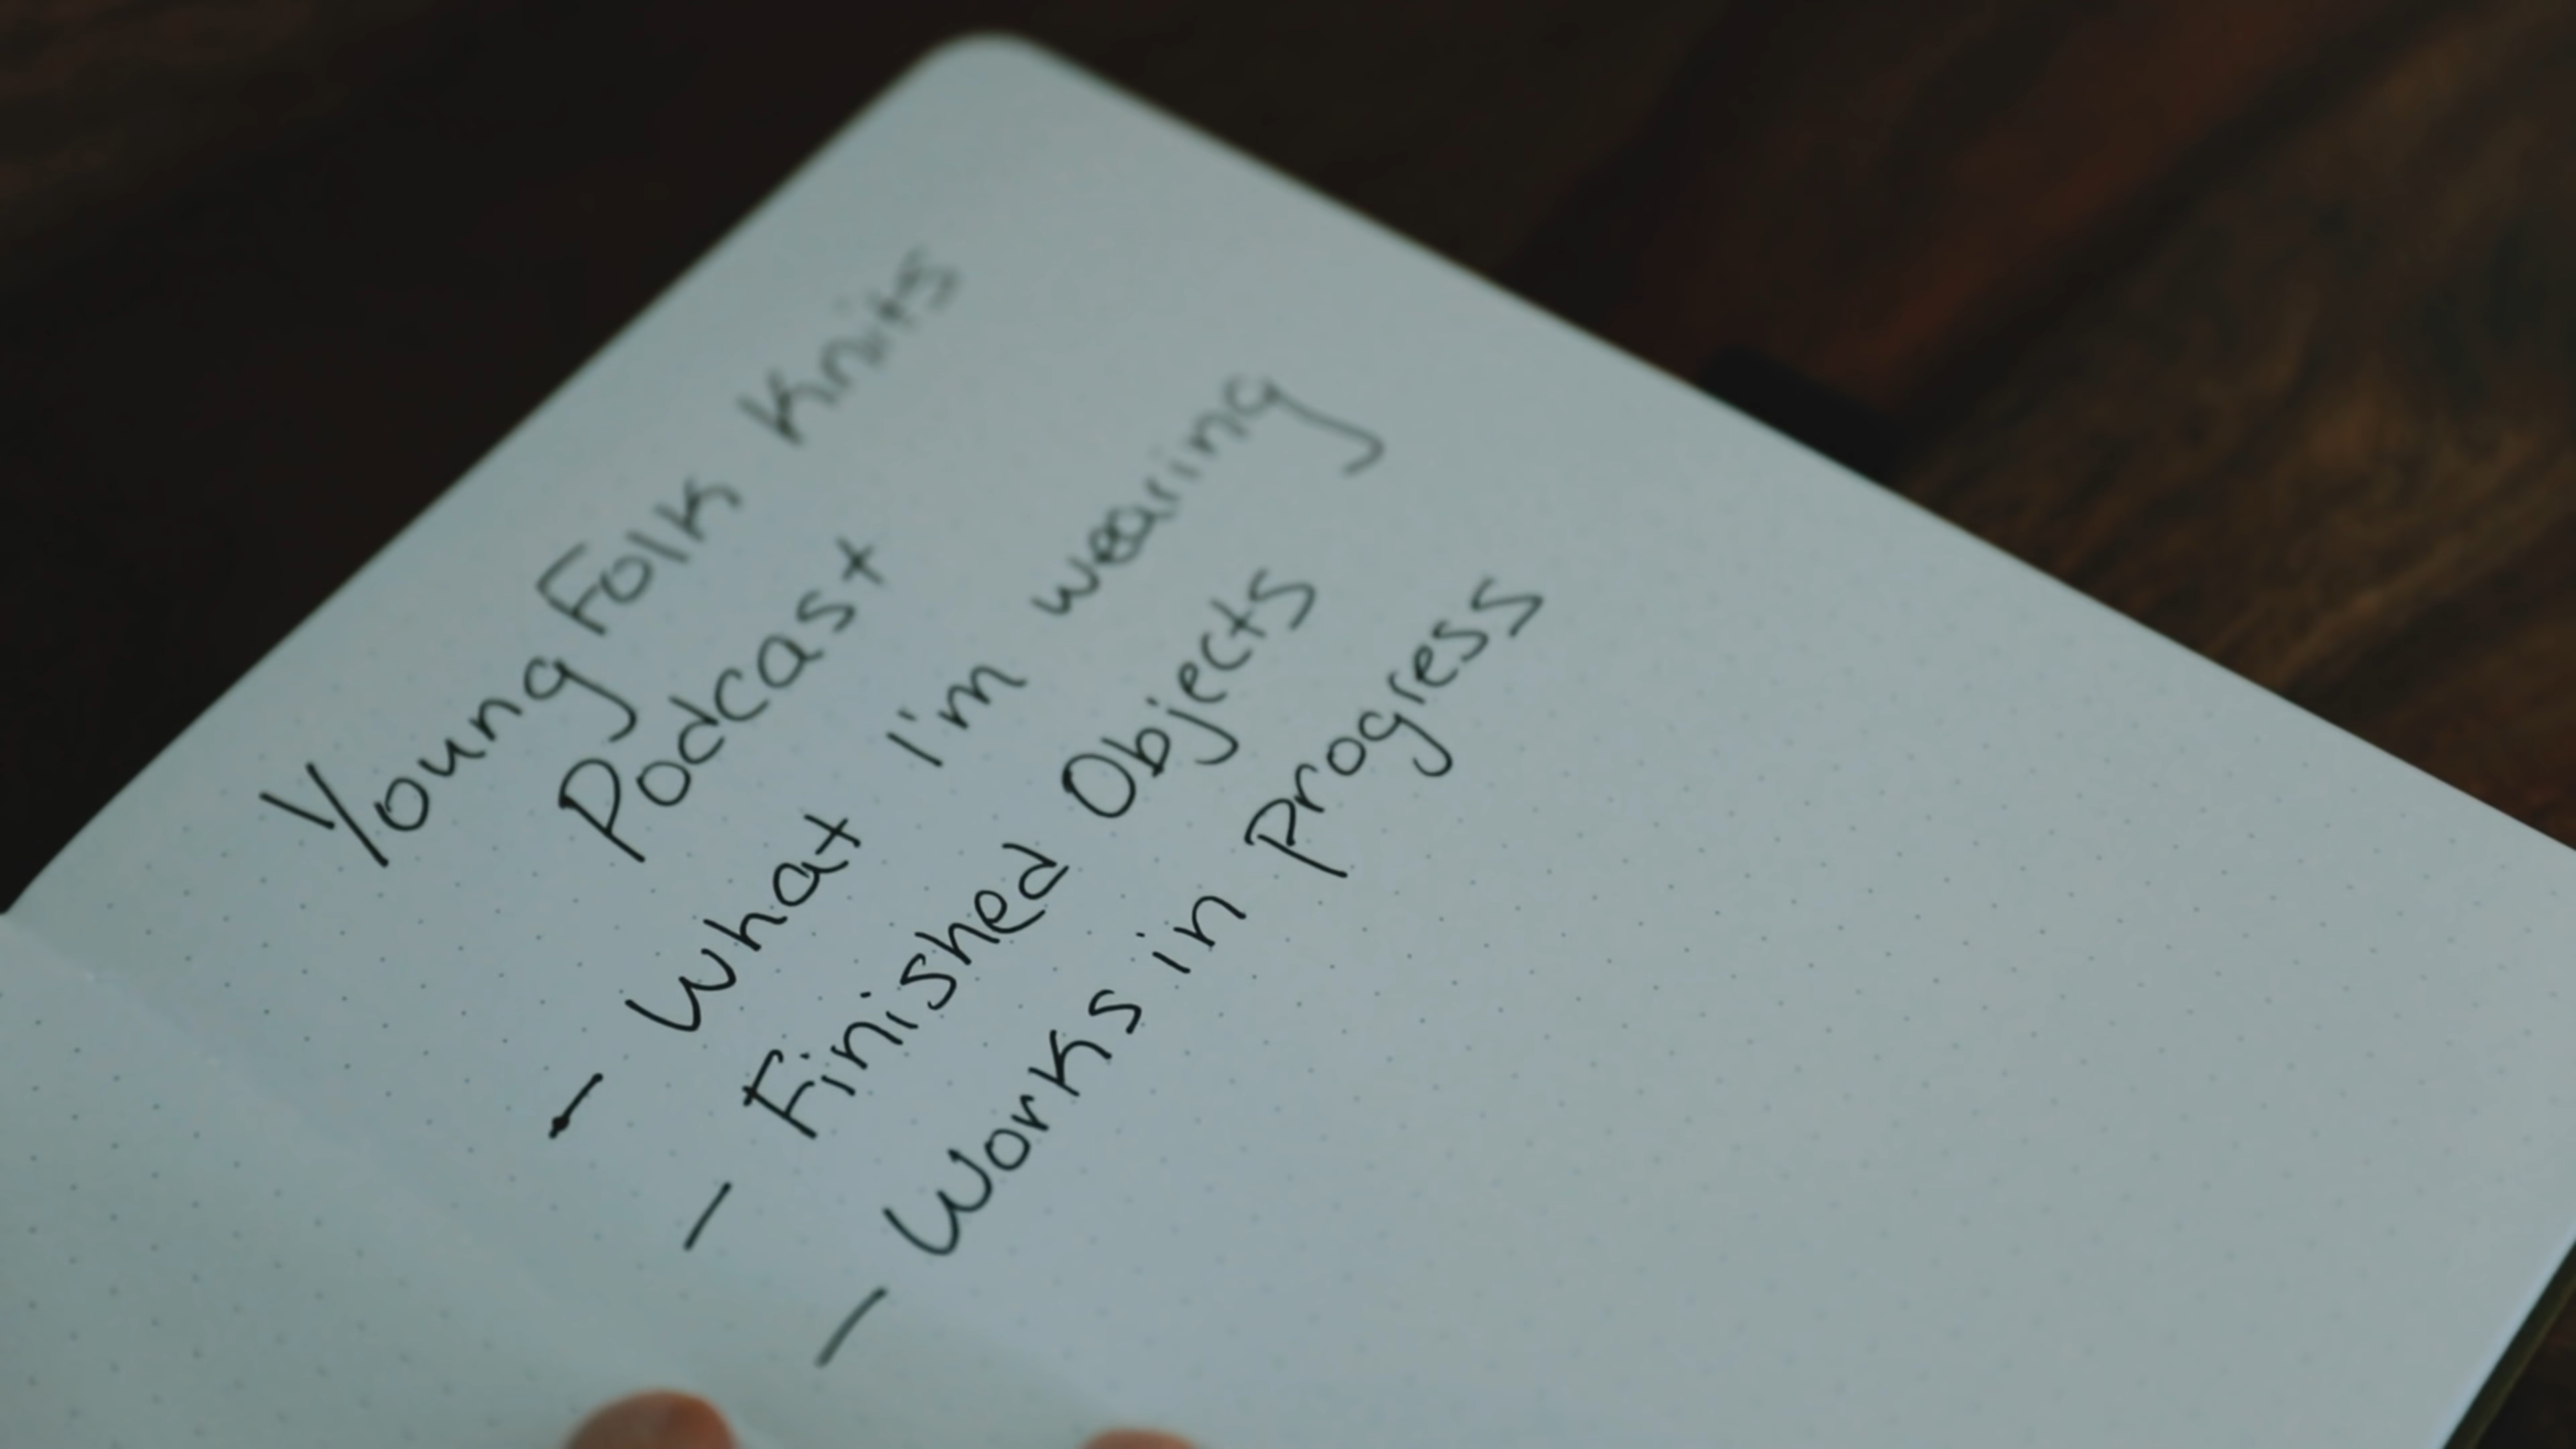 Young Folk Knits
Podcast
- What I'm wearing
- Finished Objects
- Works in progress